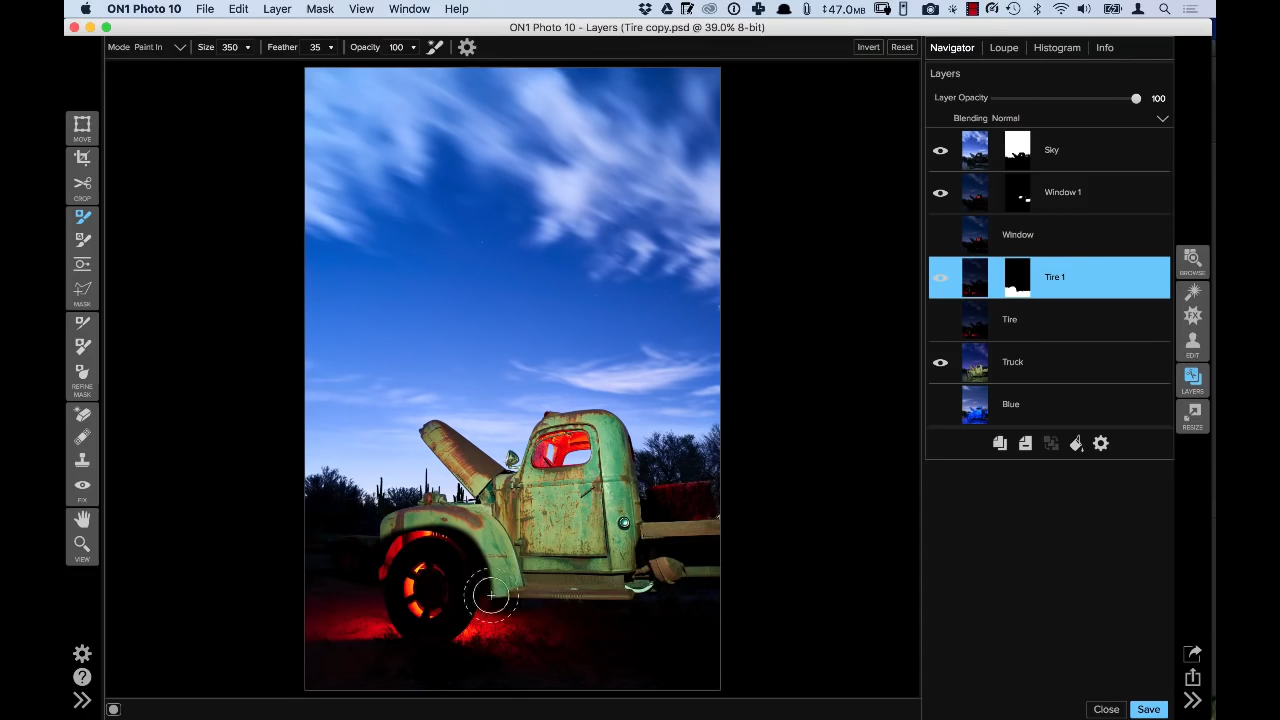 ON1 Photo 10 File Edit Layer Mask View Window Help 47.0MB
ON1 Photo 10 - Layers (Tire copy.psd @ 39.0% 8-bit)
Mode Paint In Size 350 Feather 35 Opacity 100 Invert Reset
Navigator Loupe Histogram Info
Layers
Layer Opacity 100
Blending Normal
Sky
Window 1
Window
Tire 1
Tire
Truck
Blue
MOVE
CROP
MASK
REFINE
MASK
FIX
VIEW
BROWSE
EDIT
LAYERS
RESIZE
Close Save